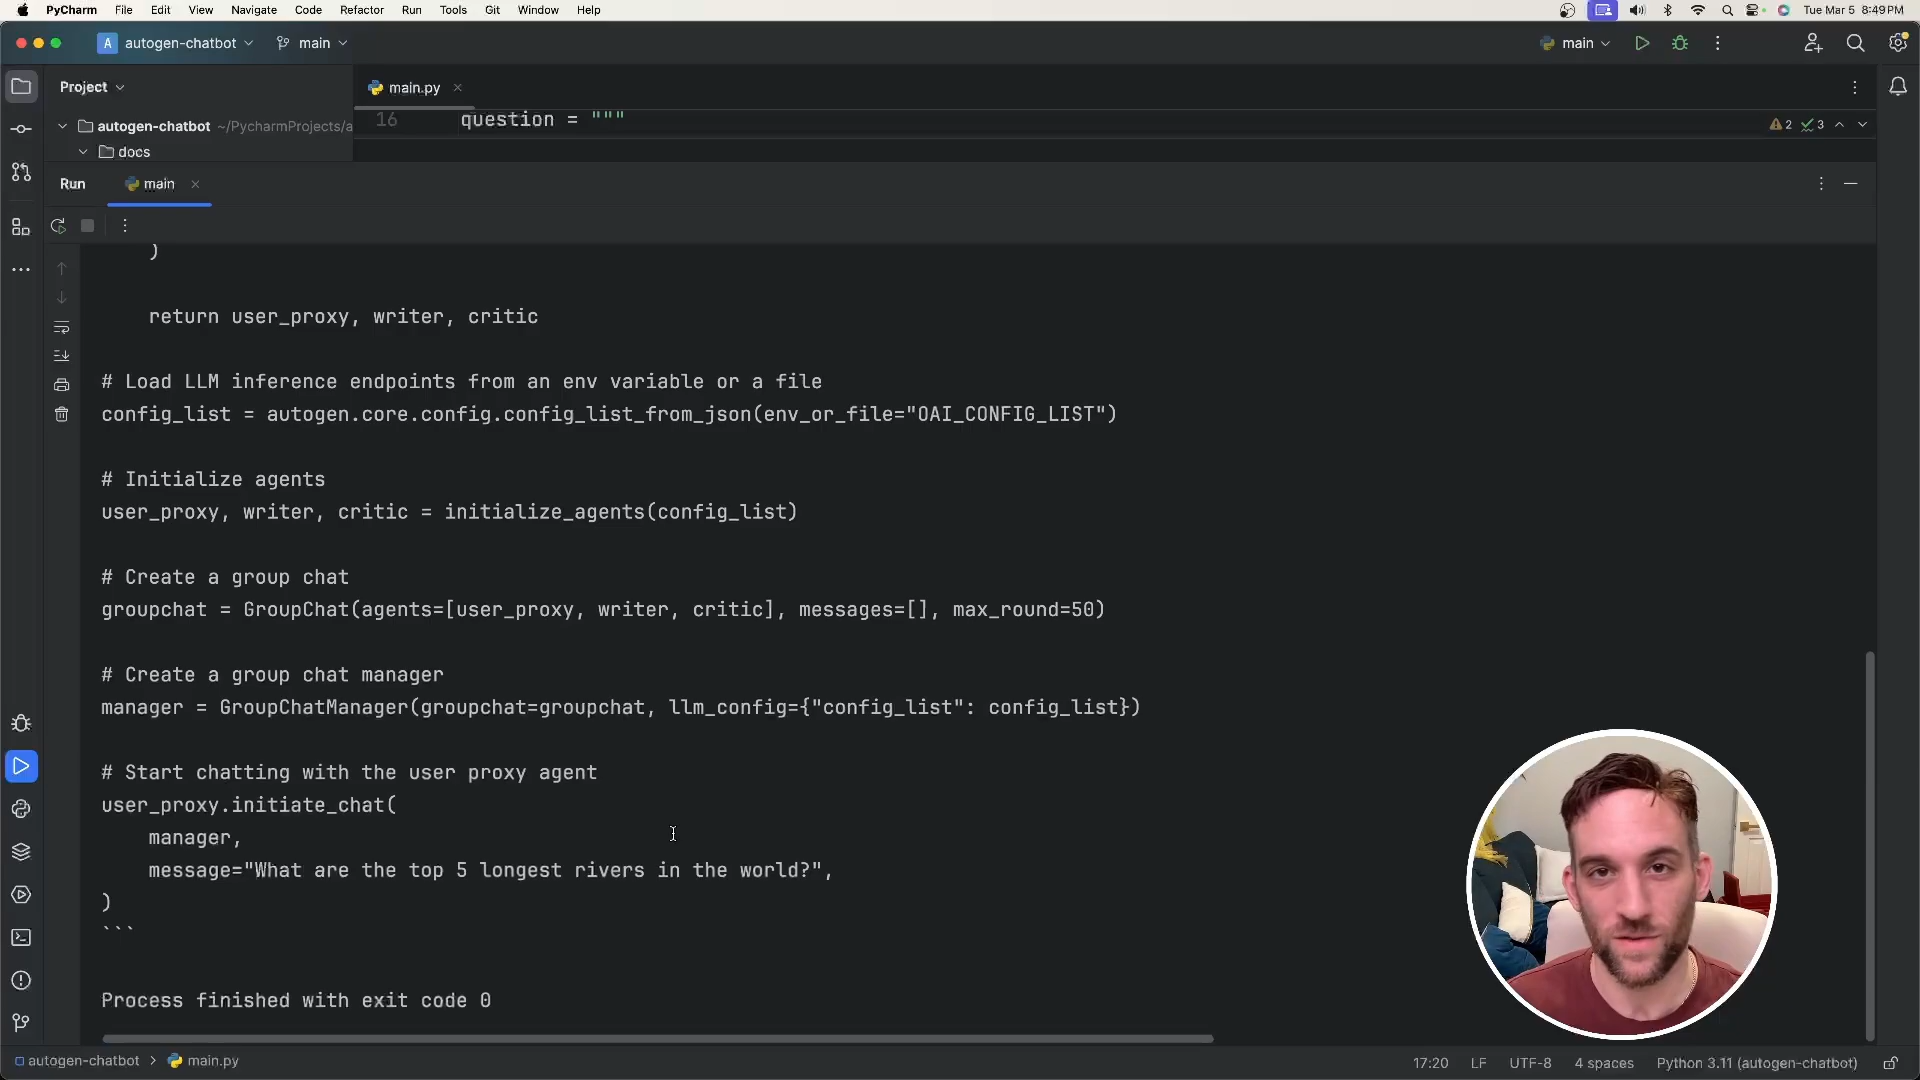 PyCharm File Edit View Navigate Code Refactor Run Tools Git Window Help Tue Mar 5 8:49 PM
A autogen-chatbot main main
Project main.py
autogen-chatbot ~/PycharmProjects/a 16 question = """ 2 3
docs
Run main
)
return user_proxy, writer, critic
# Load LLM inference endpoints from an env variable or a file
config_list = autogen.core.config.config_list_from_json(env_or_file="OAI_CONFIG_LIST")
# Initialize agents
user_proxy, writer, critic = initialize_agents(config_list)
# Create a group chat
groupchat = GroupChat(agents=[user_proxy, writer, critic], messages=[], max_round=50)
# Create a group chat manager
manager = GroupChatManager(groupchat=groupchat, llm_config={"config_list": config_list})
# Start chatting with the user proxy agent
user_proxy.initiate_chat(
manager,
message="What are the top 5 longest rivers in the world?",
)
```
Process finished with exit code 0
autogen-chatbot > main.py 17:20 LF UTF-8 4 spaces Python 3.11 (autogen-chatbot)